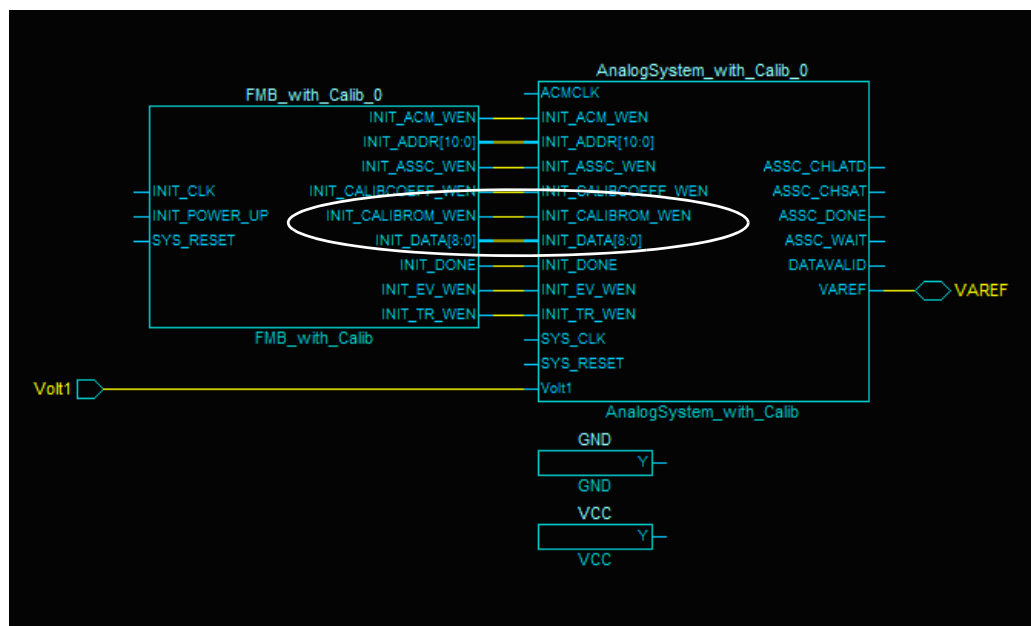 AnalogSystem_with_Calib_0
FMB_with_Calib_0
ACMCLK
INIT_ACM_WEN INIT_ACM_WEN
INIT_ADDR[10:0] INIT_ADDR[10:0]
INIT_ASSC_WEN INIT_ASSC_WEN ASSC_CHLATD
INIT_CLK INIT_CALIBCOEFF_WEN INIT_CALIBCOEFF_WEN ASSC_CHSAT
INIT_POWER_UP INIT_CALIBROM_WEN INIT_CALIBROM_WEN ASSC_DONE
SYS_RESET INIT_DATA[8:0] INIT_DATA[8:0] ASSC_WAIT
INIT_DONE INIT_DONE DATAVALID
INIT_EV_WEN INIT_EV_WEN VAREF VAREF
INIT_TR_WEN INIT_TR_WEN
FMB_with_Calib SYS_CLK
SYS_RESET
Volt1 Volt1
AnalogSystem_with_Calib
GND
Y
GND
VCC
Y
VCC